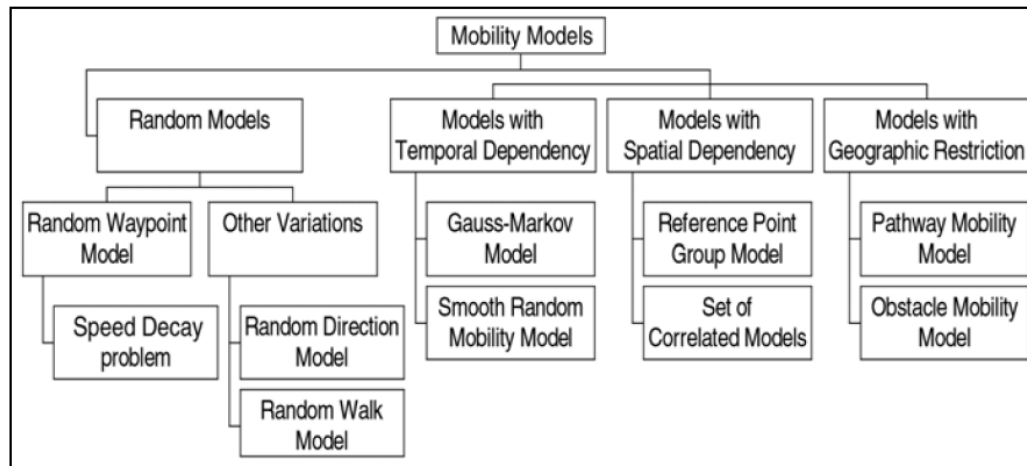 Mobility Models
Random Models
Models with
Temporal Dependency
Models with
Spatial Dependency
Models with
Geographic Restriction
Random Waypoint
Model
Other Variations
Gauss-Markov
Model
Reference Point
Group Model
Pathway Mobility
Model
Speed Decay
problem
Random Direction
Model
Smooth Random
Mobility Model
Set of
Correlated Models
Obstacle Mobility
Model
Random Walk
Model